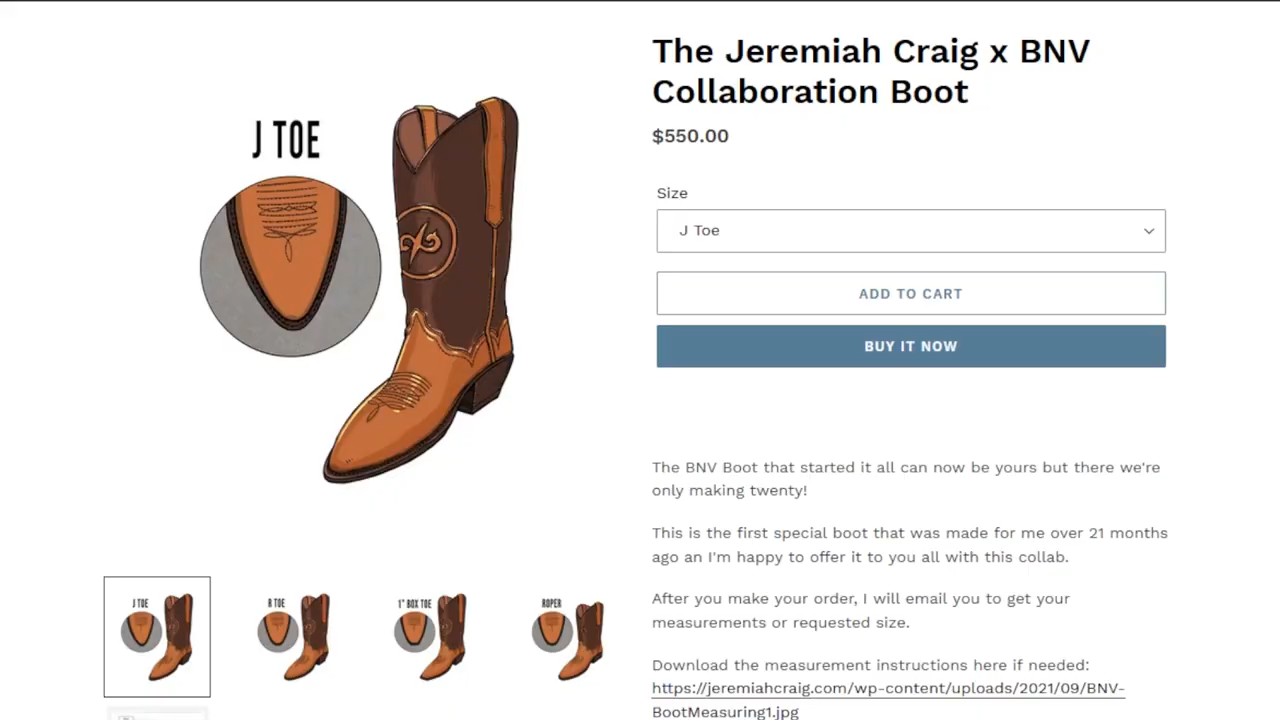 The Jeremiah Craig x BNV
Collaboration Boot
$550.00
J TOE
Size
J Toe
ADD TO CART
BUY IT NOW
The BNV Boot that started it all can now be yours but there we're
only making twenty!
This is the first special boot that was made for me over 21 months
ago an I'm happy to offer it to you all with this collab.
After you make your order, I will email you to get your
measurements or requested size.
Download the measurement instructions here if needed:
https://jeremiahcraig.com/wp-content/uploads/2021/09/BNV-
BootMeasuring1.jpg
J TOE
R TOE
1" BOX TOE
ROPER